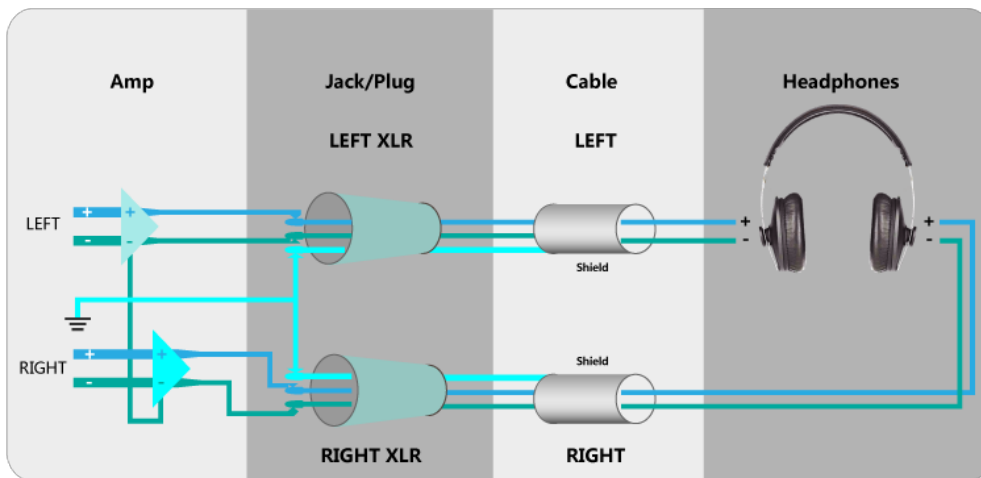 Amp
Jack/Plug
Cable
Headphones
LEFT XLR
LEFT
LEFT
+
+
-
-
Shield
+
-
+
-
RIGHT
+
+
-
-
Shield
RIGHT XLR
RIGHT